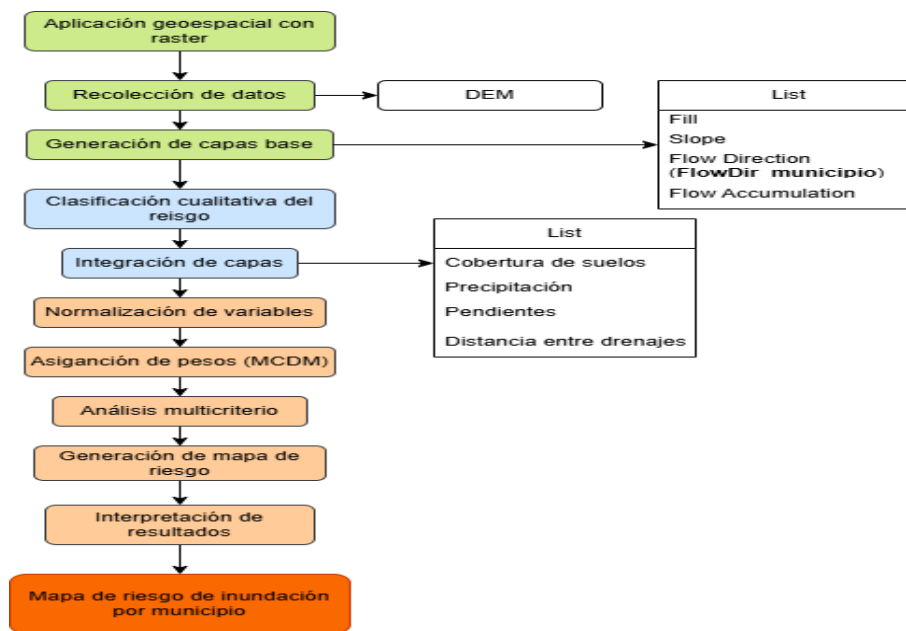 Aplicación geoespacial con
raster
Recolección de datos
DEM
List
Fill
Slope
Flow Direction
(FlowDir_municipio)
Flow Accumulation
Generación de capas base
Clasificación cualitativa del
reisgo
List
Cobertura de suelos
Precipitación
Pendientes
Distancia entre drenajes
Integración de capas
Normalización de variables
Asiganción de pesos (MCDM)
Análisis multicriterio
Generación de mapa de
riesgo
Interpretación de
resultados
Mapa de riesgo de inundación
por municipio